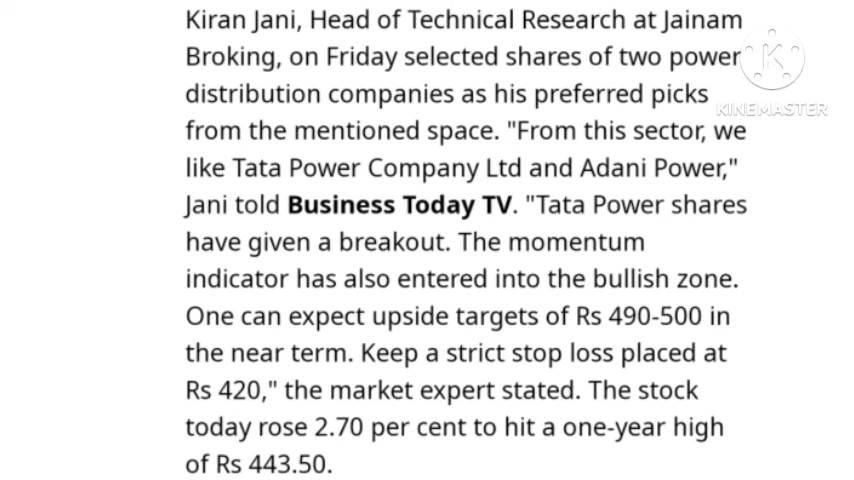 Kiran Jani, Head of Technical Research at Jainam
Broking, on Friday selected shares of two power
distribution companies as his preferred picks
from the mentioned space. "From this sector, we
like Tata Power Company Ltd and Adani Power,"
Jani told Business Today TV. "Tata Power shares
have given a breakout. The momentum
indicator has also entered into the bullish zone.
One can expect upside targets of Rs 490-500 in
the near term. Keep a strict stop loss placed at
Rs 420," the market expert stated. The stock
today rose 2.70 per cent to hit a one-year high
of Rs 443.50.
K
KINEMASTER